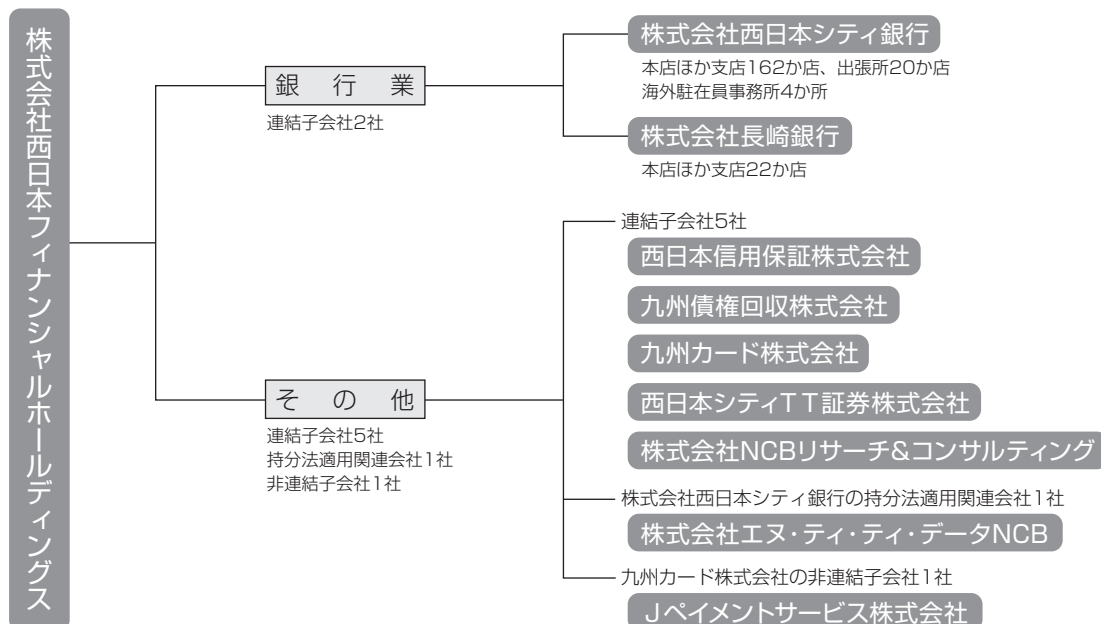 株式会社西日本フィナンシャルホールディングス
銀行業
連結子会社2社
株式会社西日本シティ銀行
本店ほか支店162か店、出張所20か店
海外駐在員事務所4か所
株式会社長崎銀行
本店ほか支店22か店
その他
連結子会社5社
持分法適用関連会社1社
非連結子会社1社
連結子会社5社
西日本信用保証株式会社
九州債権回収株式会社
九州カード株式会社
西日本シティTT証券株式会社
株式会社NCBリサーチ&コンサルティング
株式会社西日本シティ銀行の持分法適用関連会社1社
株式会社エヌ・ティ・ティ・データNCB
九州カード株式会社の非連結子会社1社
Jペイメントサービス株式会社